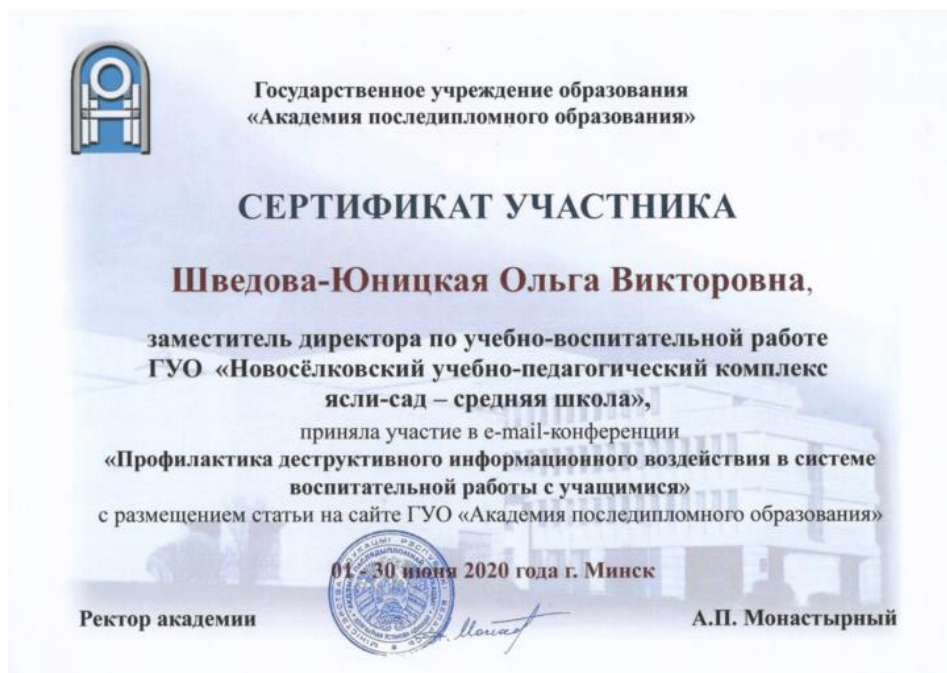 Государственное учреждение образования
«Академия последипломного образования»
СЕРТИФИКАТ УЧАСТНИКА
Шведова-Юницкая Ольга Викторовна,
заместитель директора по учебно-воспитательной работе
ГУО «Новосёлковский учебно-педагогический комплекс
ясли-сад – средняя школа»,
приняла участие в e-mail-конференции
«Профилактика деструктивного информационного воздействия в системе
воспитательной работы с учащимися»
с размещением статьи на сайте ГУО «Академия последипломного образования»
01 - 30 июня 2020 года г. Минск
Ректор академии
А.П. Монастырный